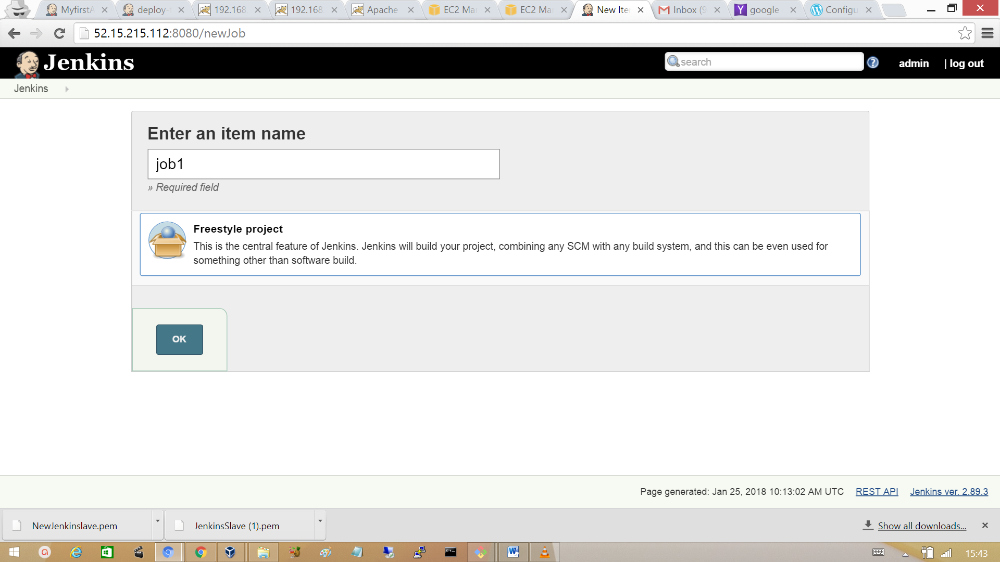 MyfirstA
deploy-
192.168
192.168
Apache
EC2 Ma
EC2 Ma
New Ite
Inbox (9
google
Configu
52.15.215.112:8080/newJob
Jenkins
search
?
admin
| log out
Jenkins
Enter an item name
job1
» Required field
Freestyle project
This is the central feature of Jenkins. Jenkins will build your project, combining any SCM with any build system, and this can be even used for
something other than software build.
OK
Page generated: Jan 25, 2018 10:13:02 AM UTC
REST API
Jenkins ver. 2.89.3
NewJenkinslave.pem
JenkinsSlave (1).pem
Show all downloads...
15:43